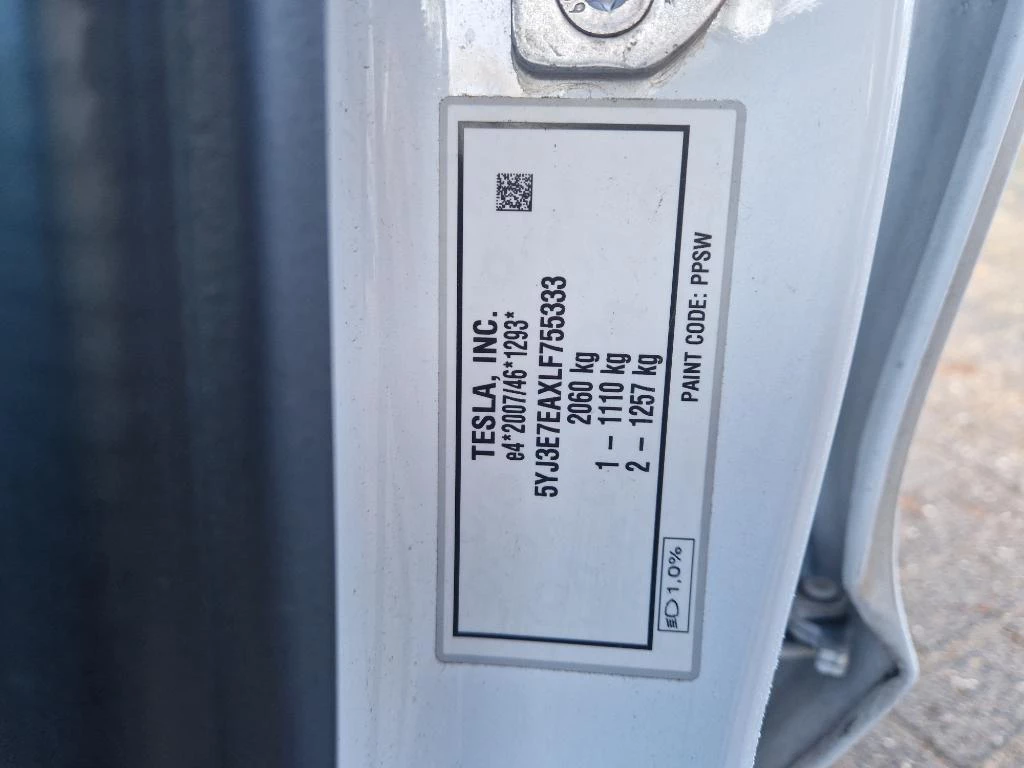 TESLA, INC.
e4*2007/46*1293*
5YJ3E7EAXLF755333
2060 kg
1 – 1110 kg
2 – 1257 kg
1,0%
PAINT CODE: PPSW